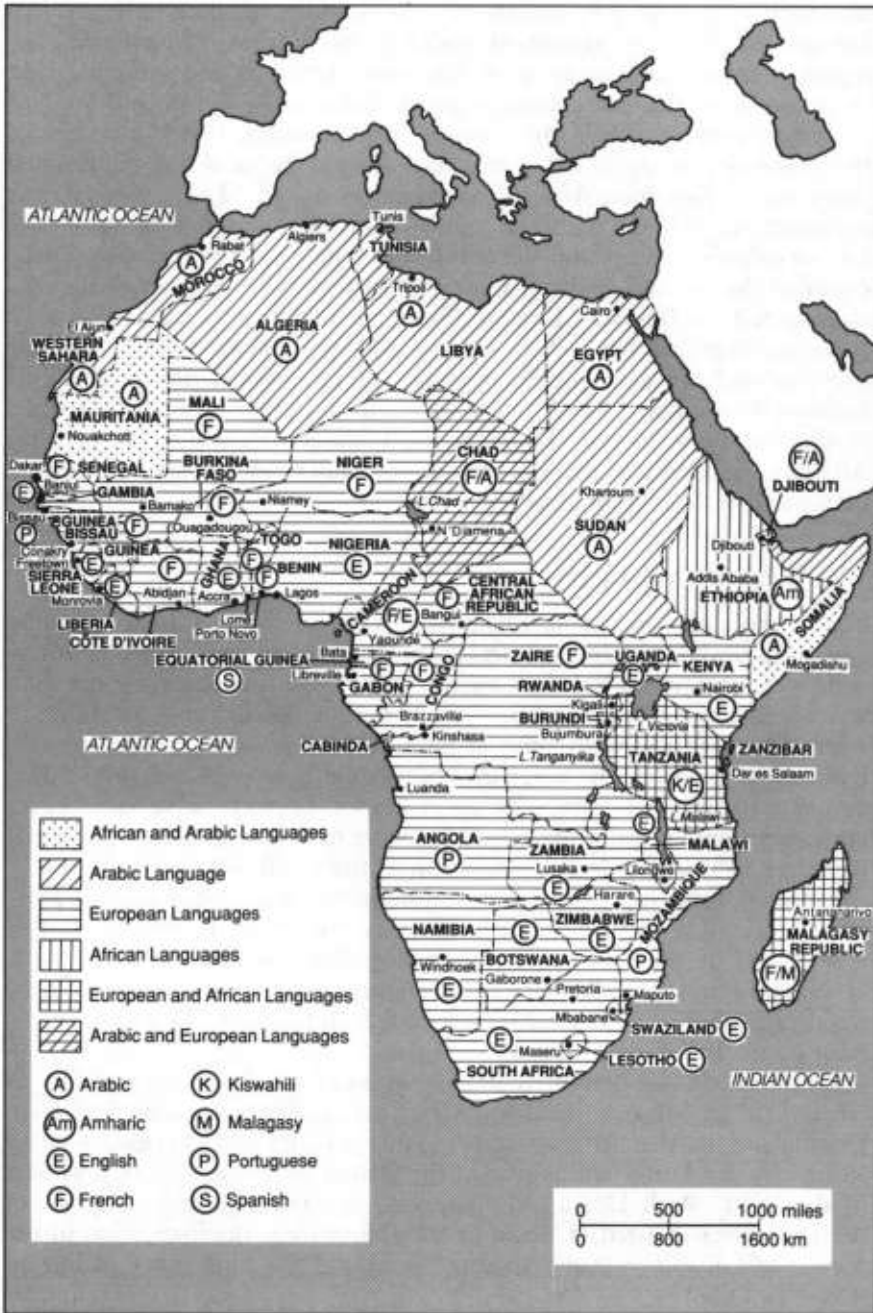 ATLANTIC OCEAN
Tunis
Rabat
Algiers
TUNISIA
A
MOROCCO
Tripoli
A
El Ajun
ALGERIA
Cairo
WESTERN
SAHARA
LIBYA
EGYPT
A
A
A
A
MALI
MAURITANIA
F
Nouakchott
CHAD
F/A
Dakar
F
SENEGAL
BURKINA
FASO
NIGER
F/A
DJIBOUTI
E
Banjul
GAMBIA
F
Niamey
F
L.Chad
Khartoum
Bamako
P
GUINEA
BISSAU
F
Ouagadougou
TOGO
N'Djamena
SUDAN
Djibouti
Conakry
GUINEA
NIGERIA
A
Addis Ababa
Freetown
E
F
GHANA
F
BENIN
E
CENTRAL
AFRICAN
REPUBLIC
ETHIOPIA
Am
SIERRA
LEONE
E
F
E
CAMEROON
F
SOMALIA
Monrovia
Abidjan
Accra
Lagos
F/E
Bangui
LIBERIA
Lomé
Porto Novo
A
CÔTE D'IVOIRE
Yaoundé
Bata
ZAIRE
F
UGANDA
KENYA
Mogadishu
EQUATORIAL GUINEA
E
S
Libreville
F
GABON
F
CONGO
RWANDA
Nairobi
Kigali
E
Brazzaville
BURUNDI
L.Victoria
ATLANTIC OCEAN
Kinshasa
Bujumbura
CABINDA
L.Tanganyika
TANZANIA
ZANZIBAR
K/E
Dar es Salaam
Luanda
L.Malawi
African and Arabic Languages
ANGOLA
E
P
ZAMBIA
MALAWI
Arabic Language
Lusaka
Lilongwe
E
European Languages
Harare
MOZAMBIQUE
NAMIBIA
ZIMBABWE
Antananarivo
African Languages
E
E
MALAGASY
REPUBLIC
BOTSWANA
P
Windhoek
Gaborone
F/M
European and African Languages
E
Pretoria
Maputo
Mbabane
Arabic and European Languages
SWAZILAND E
E
Maseru
LESOTHO E
SOUTH AFRICA
INDIAN OCEAN
A Arabic
K Kiswahili
Am Amharic
M Malagasy
E English
P Portuguese
F French
S Spanish
0 500 1000 miles
0 800 1600 km